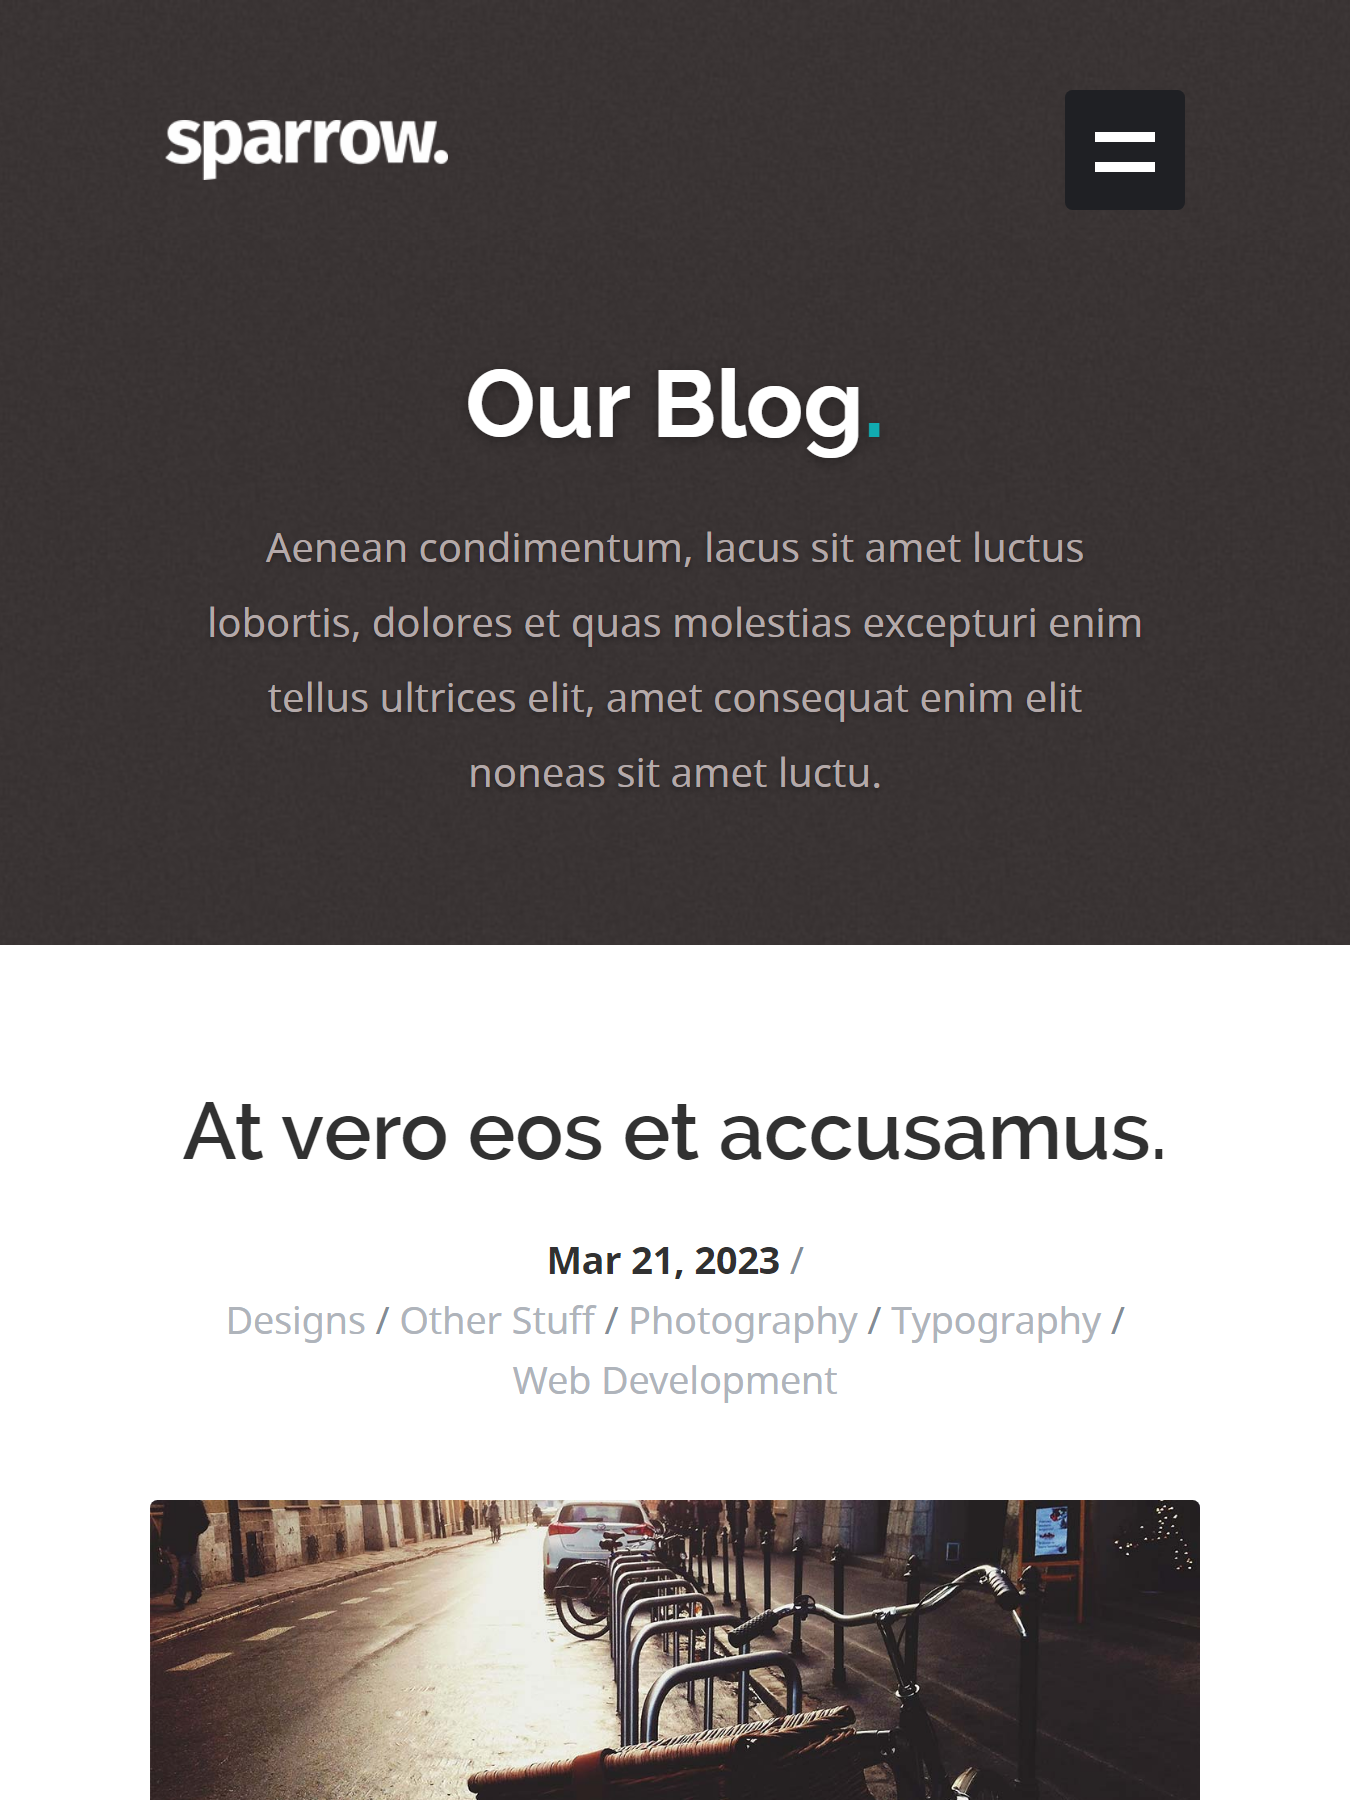 sparrow.
Our Blog.
Aenean condimentum, lacus sit amet luctus
lobortis, dolores et quas molestias excepturi enim
tellus ultrices elit, amet consequat enim elit
noneas sit amet luctu.
At vero eos et accusamus.
Mar 21, 2023 /
Designs / Other Stuff / Photography / Typography /
Web Development